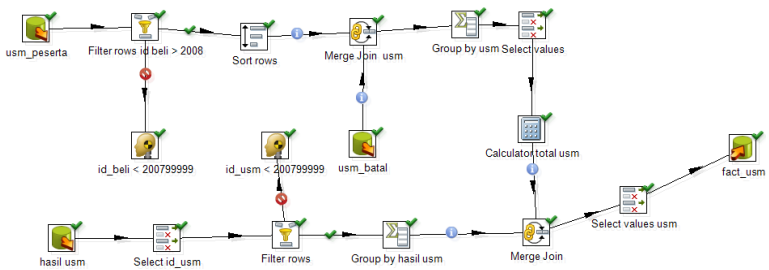 usm_peserta
Filter rows id beli > 2008
Sort rows
Merge Join usm
Group by usm
Select values
id_beli < 200799999
id_usm < 200799999
usm_batal
Calculator total usm
fact_usm
hasil usm
Select id_usm
Filter rows
Group by hasil usm
Merge Join
Select values usm